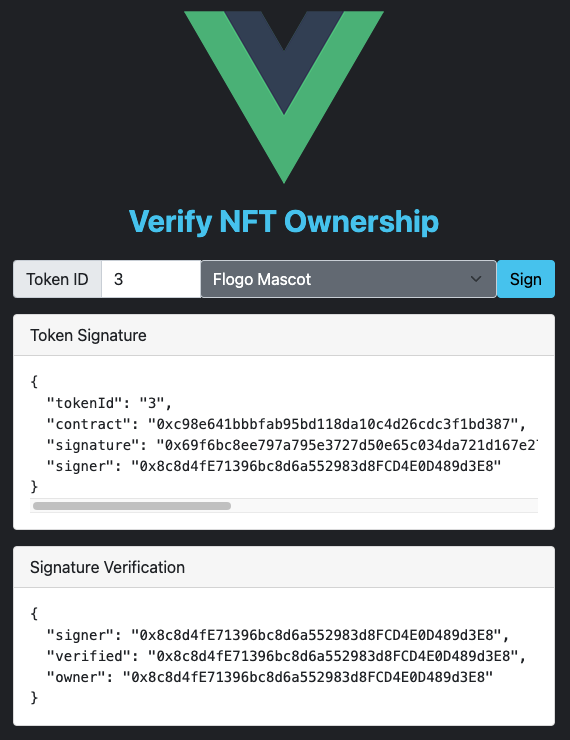 Verify NFT Ownership
Token ID 3 Flogo Mascot Sign
Token Signature
{
  "tokenId": "3",
  "contract": "0xc98e641bbbfab95bd118da10c4d26cdc3f1bd387",
  "signature": "0x69f6bc8ee797a795e3727d50e65c034da721d167e2
  "signer": "0x8c8d4fE71396bc8d6a552983d8FCD4E0D489d3E8"
}
Signature Verification
{
  "signer": "0x8c8d4fE71396bc8d6a552983d8FCD4E0D489d3E8",
  "verified": "0x8c8d4fE71396bc8d6a552983d8FCD4E0D489d3E8",
  "owner": "0x8c8d4fE71396bc8d6a552983d8FCD4E0D489d3E8"
}